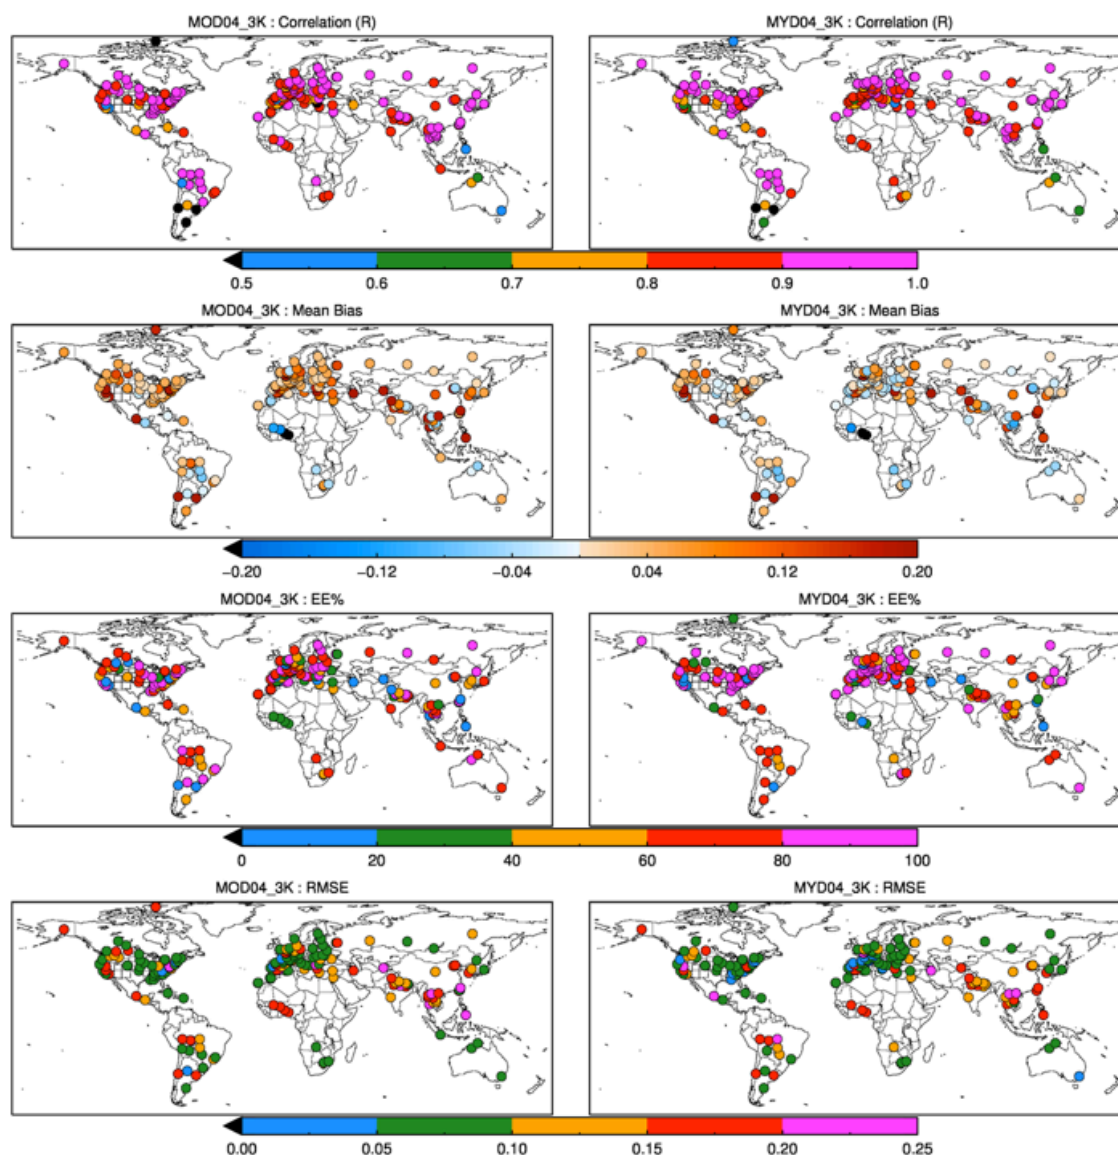 MOD04_3K : Correlation (R) MYD04_3K : Correlation (R)
0.5 0.6 0.7 0.8 0.9 1.0
MOD04_3K : Mean Bias MYD04_3K : Mean Bias
−0.20 −0.12 −0.04 0.04 0.12 0.20
MOD04_3K : EE% MYD04_3K : EE%
0 20 40 60 80 100
MOD04_3K : RMSE MYD04_3K : RMSE
0.00 0.05 0.10 0.15 0.20 0.25